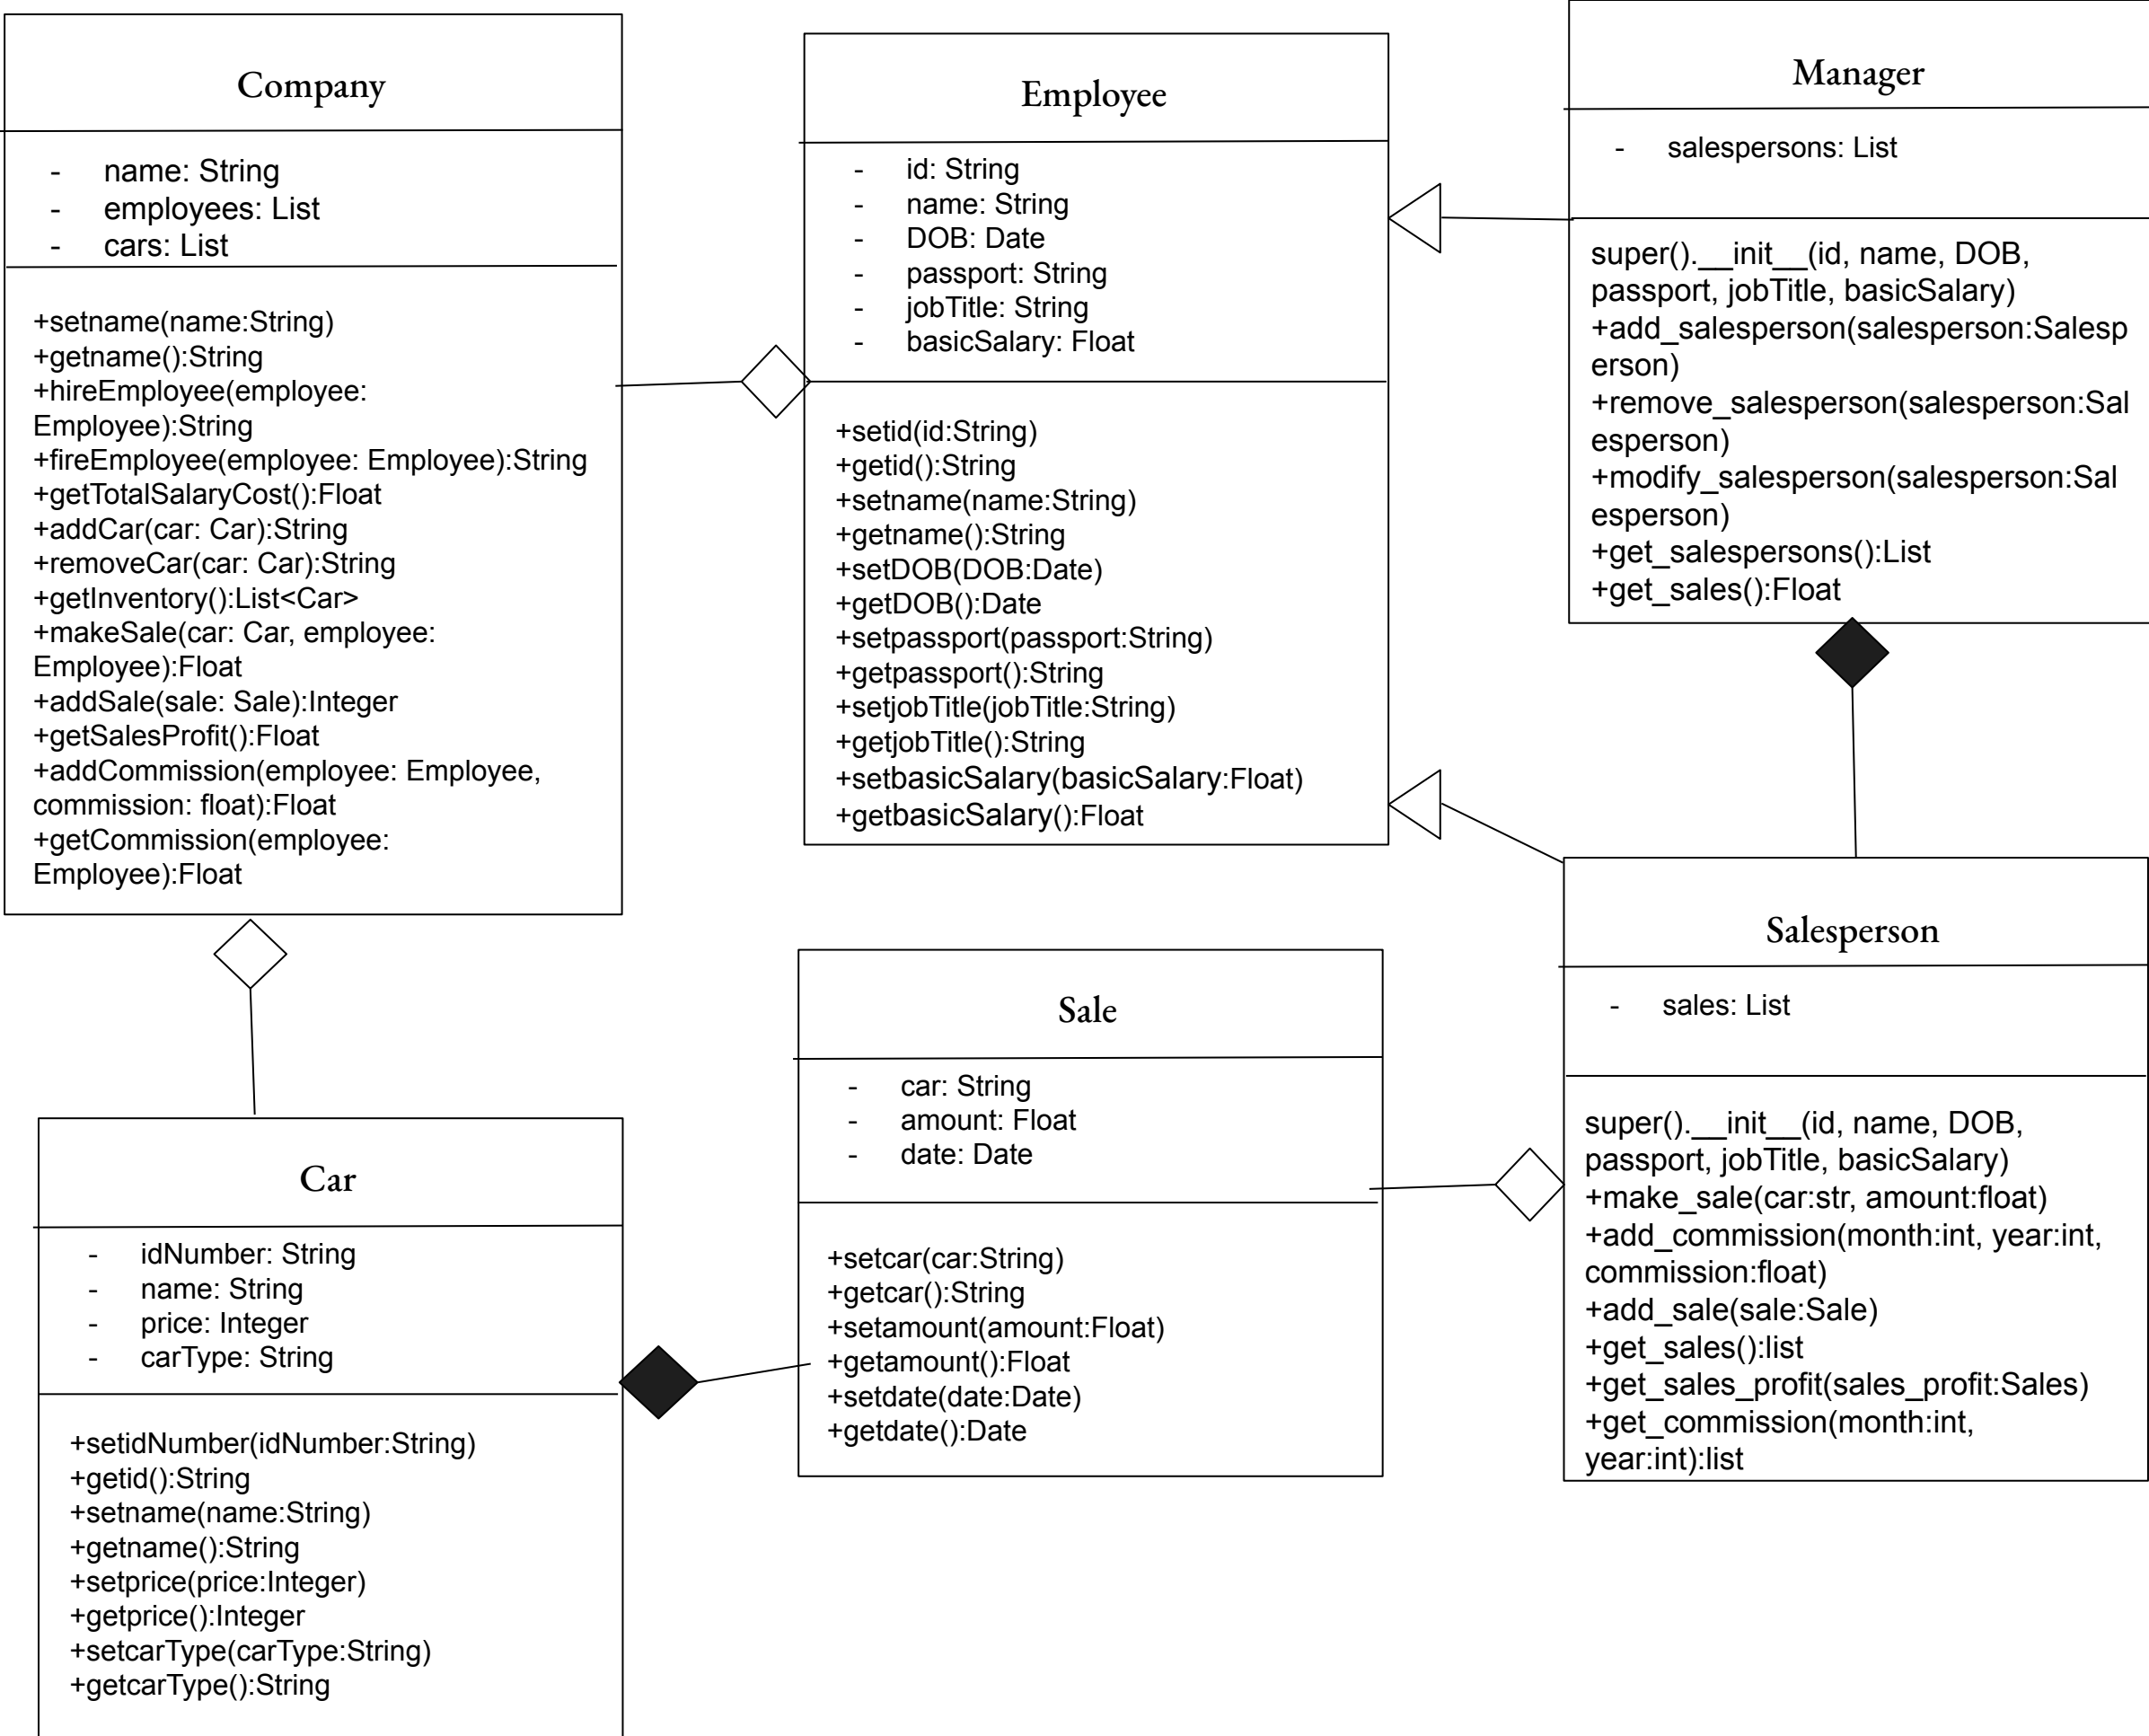 Company
- name: String
- employees: List
- cars: List
+setname(name:String)
+getname():String
+hireEmployee(employee:
Employee):String
+fireEmployee(employee: Employee):String
+getTotalSalaryCost():Float
+addCar(car: Car):String
+removeCar(car: Car):String
+getInventory():List<Car>
+makeSale(car: Car, employee:
Employee):Float
+addSale(sale: Sale):Integer
+getSalesProfit():Float
+addCommission(employee: Employee,
commission: float):Float
+getCommission(employee:
Employee):Float
Employee
- id: String
- name: String
- DOB: Date
- passport: String
- jobTitle: String
- basicSalary: Float
+setid(id:String)
+getid():String
+setname(name:String)
+getname():String
+setDOB(DOB:Date)
+getDOB():Date
+setpassport(passport:String)
+getpassport():String
+setjobTitle(jobTitle:String)
+getjobTitle():String
+setbasicSalary(basicSalary:Float)
+getbasicSalary():Float
Manager
- salespersons: List
super().__init__(id, name, DOB,
passport, jobTitle, basicSalary)
+add_salesperson(salesperson:Salesp
erson)
+remove_salesperson(salesperson:Sal
esperson)
+modify_salesperson(salesperson:Sal
esperson)
+get_salespersons():List
+get_sales():Float
Car
- idNumber: String
- name: String
- price: Integer
- carType: String
+setidNumber(idNumber:String)
+getid():String
+setname(name:String)
+getname():String
+setprice(price:Integer)
+getprice():Integer
+setcarType(carType:String)
+getcarType():String
Sale
- car: String
- amount: Float
- date: Date
+setcar(car:String)
+getcar():String
+setamount(amount:Float)
+getamount():Float
+setdate(date:Date)
+getdate():Date
Salesperson
- sales: List
super().__init__(id, name, DOB,
passport, jobTitle, basicSalary)
+make_sale(car:str, amount:float)
+add_commission(month:int, year:int,
commission:float)
+add_sale(sale:Sale)
+get_sales():list
+get_sales_profit(sales_profit:Sales)
+get_commission(month:int,
year:int):list